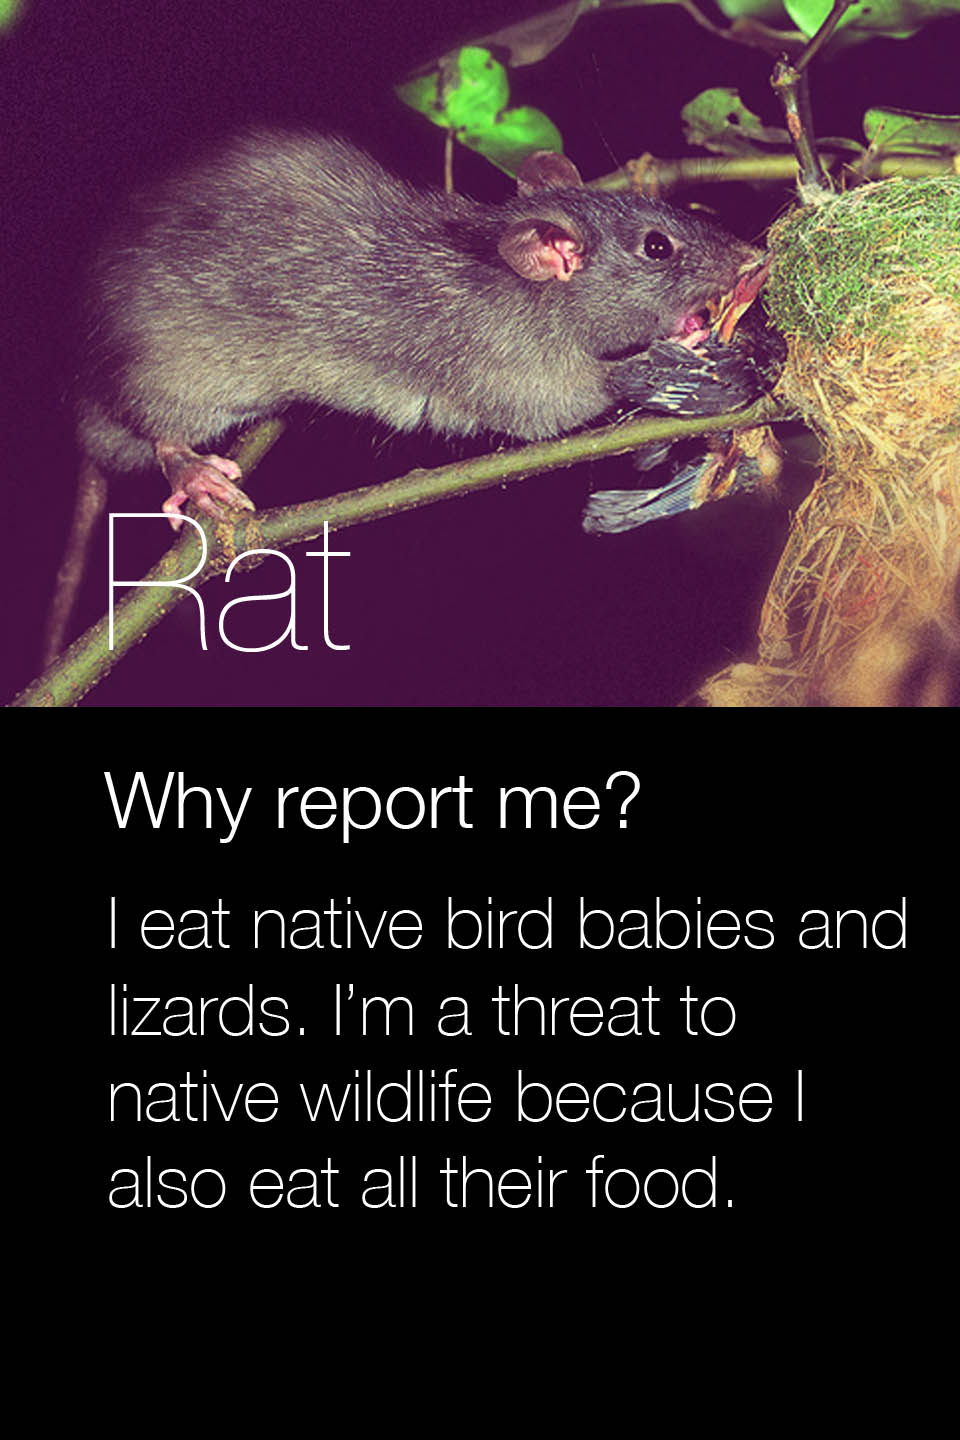 Rat
Why report me?
I eat native bird babies and
lizards. I’m a threat to
native wildlife because I
also eat all their food.